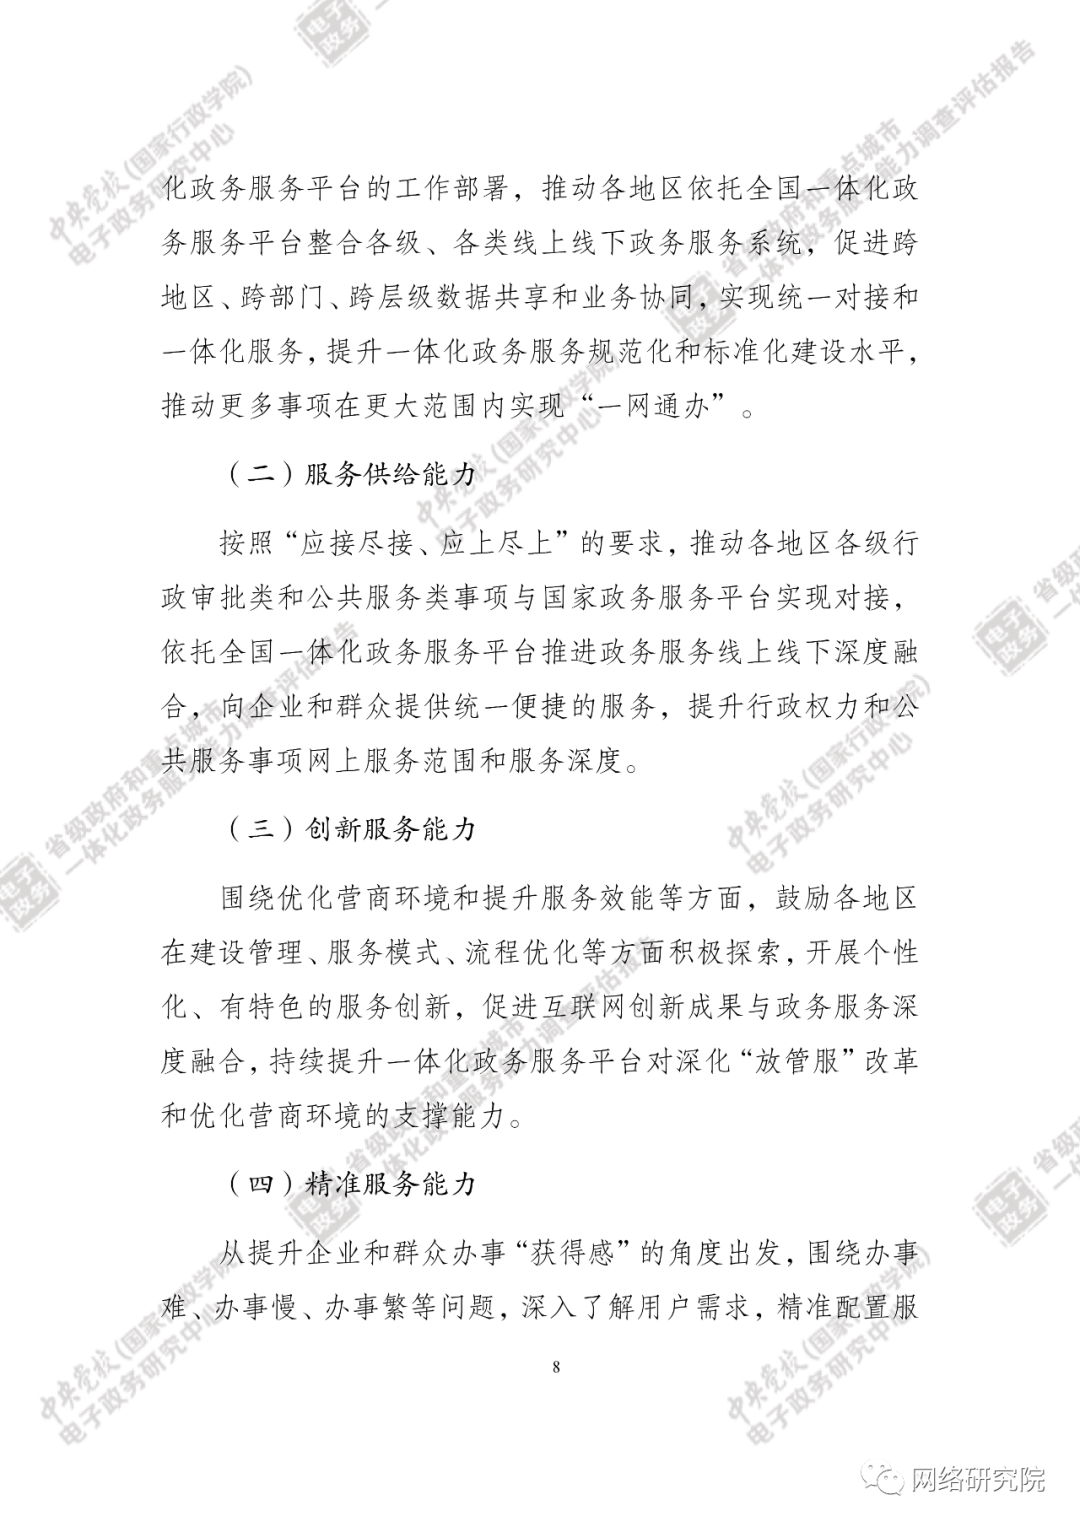 化政务服务平台的工作部署，推动各地区依托全国一体化政
务服务平台整合各级、各类线上线下政务服务系统，促进跨
地区、跨部门、跨层级数据共享和业务协同，实现统一对接和
一体化服务，提升一体化政务服务规范化和标准化建设水平，
推动更多事项在更大范围内实现“一网通办”。
（二）服务供给能力
按照“应接尽接、应上尽上”的要求，推动各地区各级行
政审批类和公共服务类事项与国家政务服务平台实现对接，
依托全国一体化政务服务平台推进政务服务线上线下深度融
合，向企业和群众提供统一便捷的服务，提升行政权力和公
共服务事项网上服务范围和服务深度。
（三）创新服务能力
围绕优化营商环境和提升服务效能等方面，鼓励各地区
在建设管理、服务模式、流程优化等方面积极探索，开展个性
化、有特色的服务创新，促进互联网创新成果与政务服务深
度融合，持续提升一体化政务服务平台对深化“放管服”改革
和优化营商环境的支撑能力。
（四）精准服务能力
从提升企业和群众办事“获得感”的角度出发，围绕办事
难、办事慢、办事繁等问题，深入了解用户需求，精准配置服
8
网络研究院
中央党校(国家行政学院)
电子政务研究中心
电子政务
省级政府和重点城市
一体化政务服务能力调查评估报告